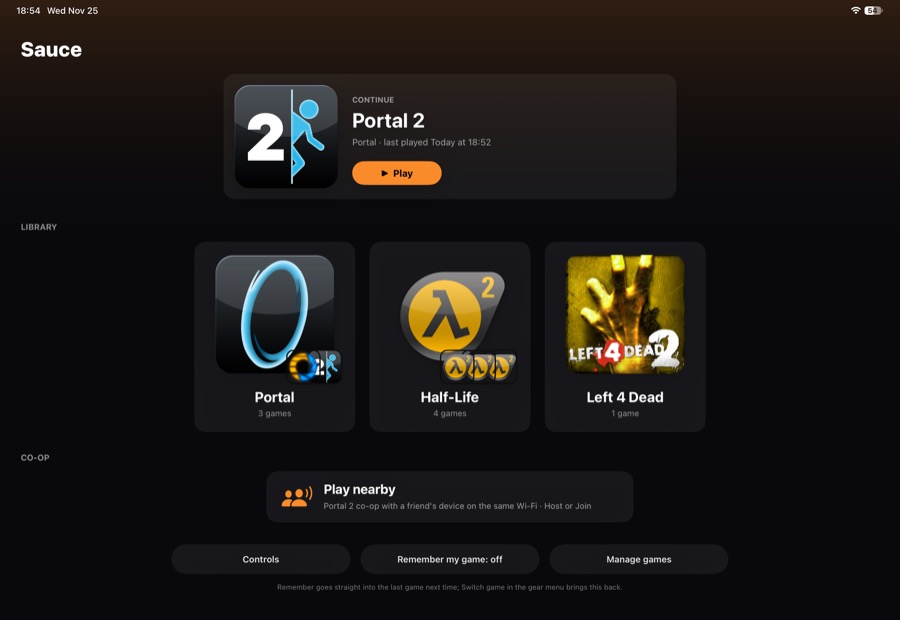 18:54 Wed Nov 25
54
Sauce
2
CONTINUE
Portal 2
Portal · last played Today at 18:52
Play
LIBRARY
2
LEFT 4 DEAD 2
Portal
3 games
Half-Life
4 games
Left 4 Dead
1 game
CO-OP
Play nearby
Portal 2 co-op with a friend's device on the same Wi-Fi · Host or Join
Controls
Remember my game: off
Manage games
Remember goes straight into the last game next time; Switch game in the gear menu brings this back.